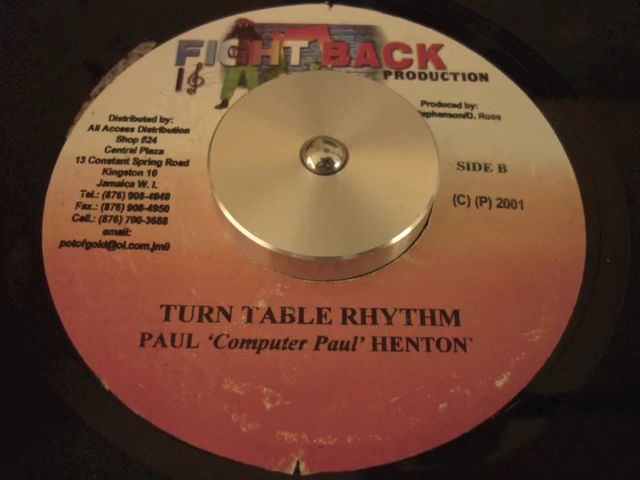 FIGHT BACK
PRODUCTION
Distributed by:
All Access Distribution
Shop #24
Central Plaza
13 Constant Spring Road
Kingston 10
Jamaica W. I.
Tel.: (876) 908-4949
Fax.: (876) 908-4950
Cell.: (876) 700-3688
email:
potofgold@ol.com.jm0
Produced by:
Ross
SIDE B
(C) (P) 2001
TURN TABLE RHYTHM
PAUL 'Computer Paul' HENTON